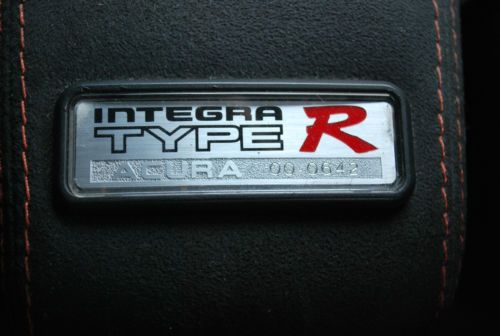 INTEGRA
TYPE R
ACURA 00-0642